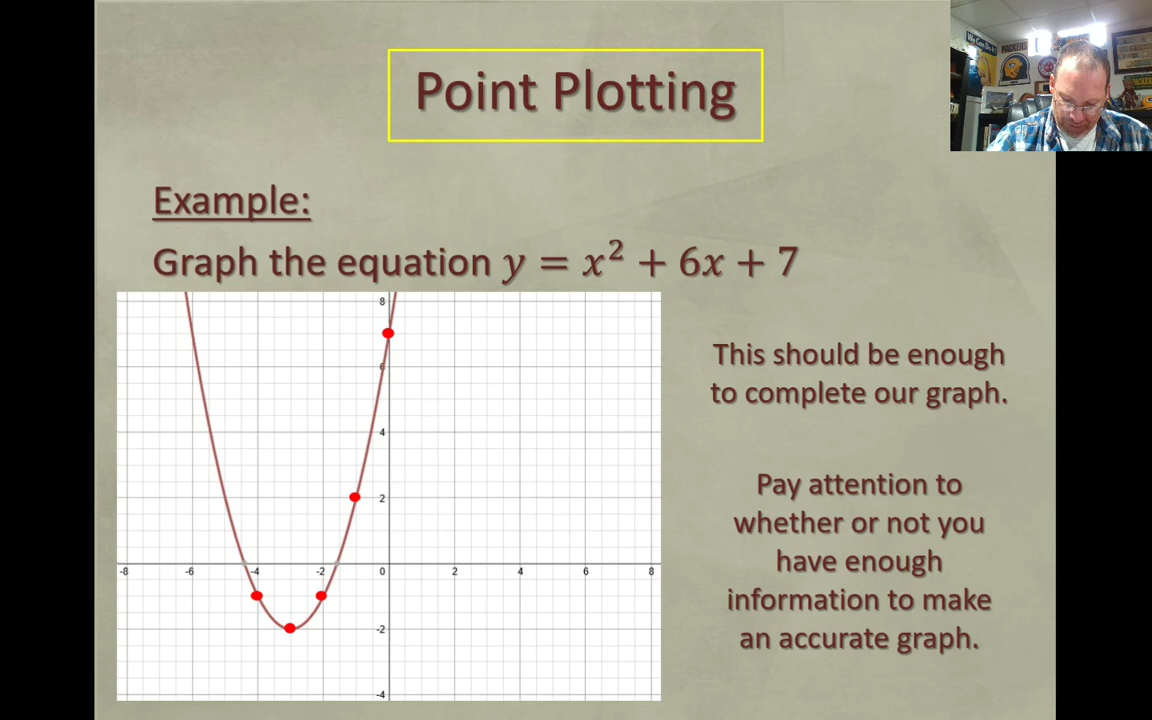 Point Plotting
Example:
Graph the equation y = x² + 6x + 7
This should be enough
to complete our graph.
Pay attention to
whether or not you
have enough
information to make
an accurate graph.
8
6
4
2
-8 -6 -4 -2 0 2 4 6 8
-2
-4
PACKERS